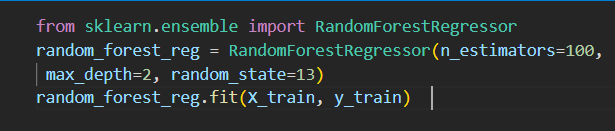 from sklearn.ensemble import RandomForestRegressor
random_forest_reg = RandomForestRegressor(n_estimators=100,
max_depth=2, random_state=13)
random_forest_reg.fit(X_train, y_train)